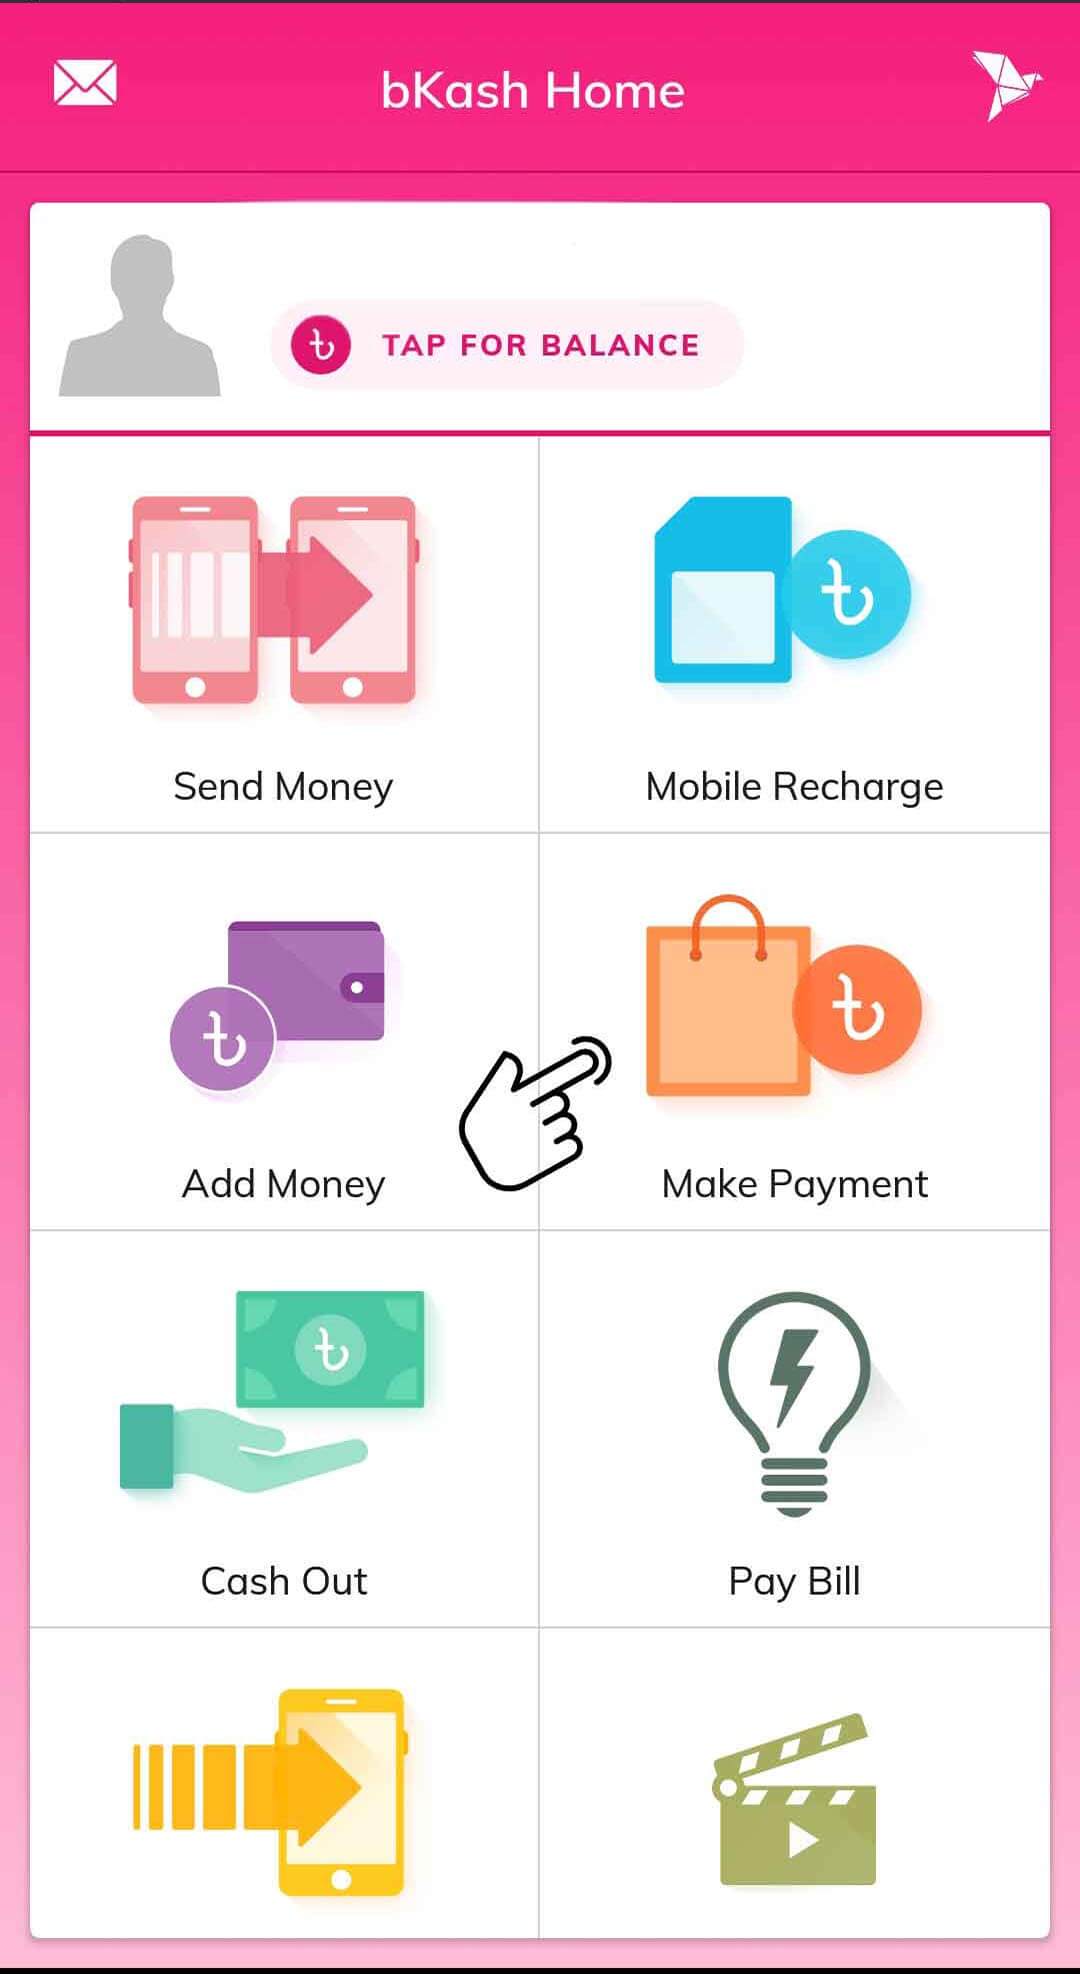 bKash Home
৳ TAP FOR BALANCE
Send Money
Mobile Recharge
৳
Add Money
৳
Make Payment
৳
Cash Out
৳
Pay Bill